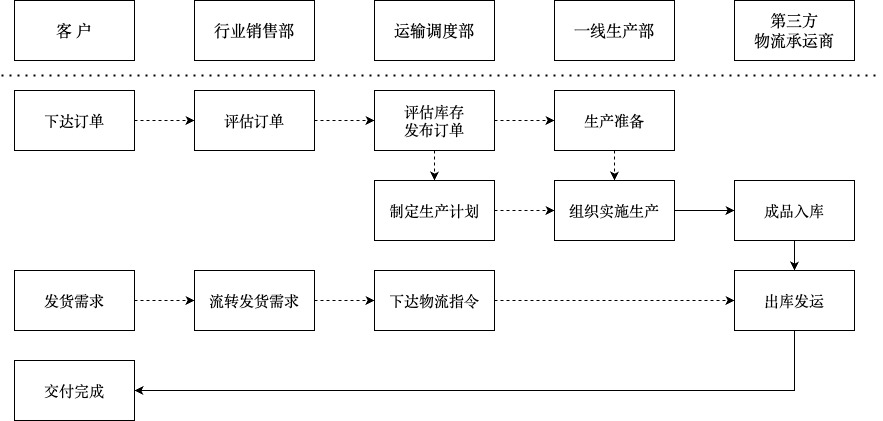 客 户
行业销售部
运输调度部
一线生产部
第三方
物流承运商
下达订单
评估订单
评估库存
发布订单
生产准备
制定生产计划
组织实施生产
成品入库
发货需求
流转发货需求
下达物流指令
出库发运
交付完成